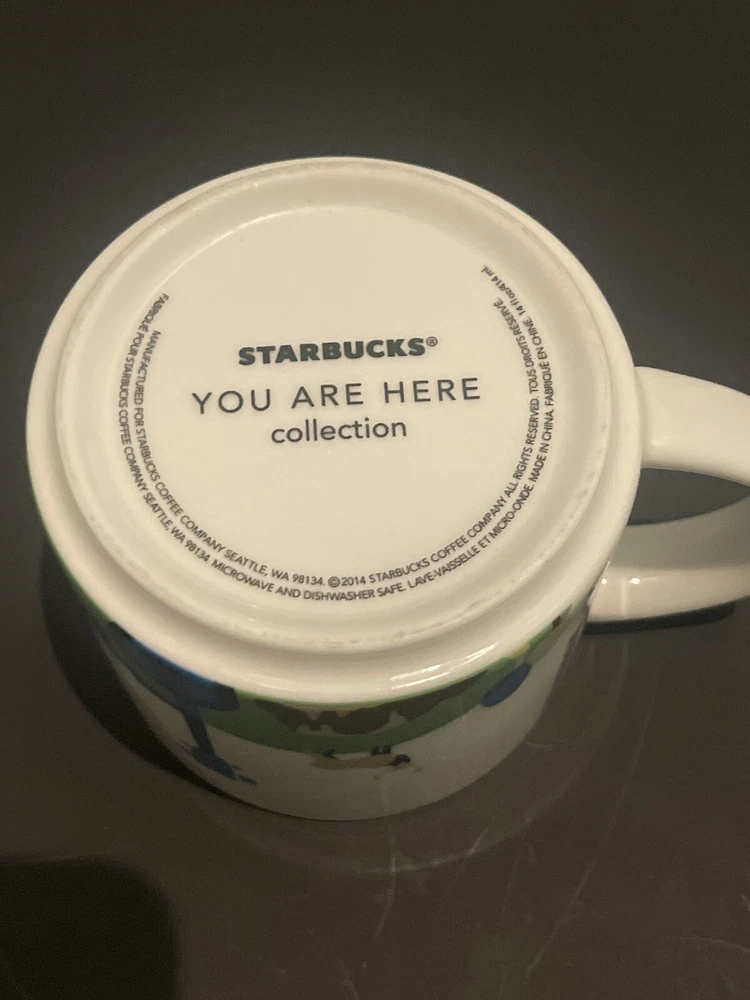 STARBUCKS®
YOU ARE HERE
collection
MANUFACTURED FOR STARBUCKS COFFEE COMPANY SEATTLE, WA 98134. ©2014 STARBUCKS COFFEE COMPANY ALL RIGHTS RESERVED. TOUS DROITS RÉSERVÉ. 14 fl oz/414 mL
FABRIQUÉ POUR STARBUCKS COFFEE COMPANY SEATTLE, WA 98134. MICROWAVE AND DISHWASHER SAFE. LAVE-VAISSELLE ET MICRO-ONDE. MADE IN CHINA. FABRIQUÉ EN CHINE.